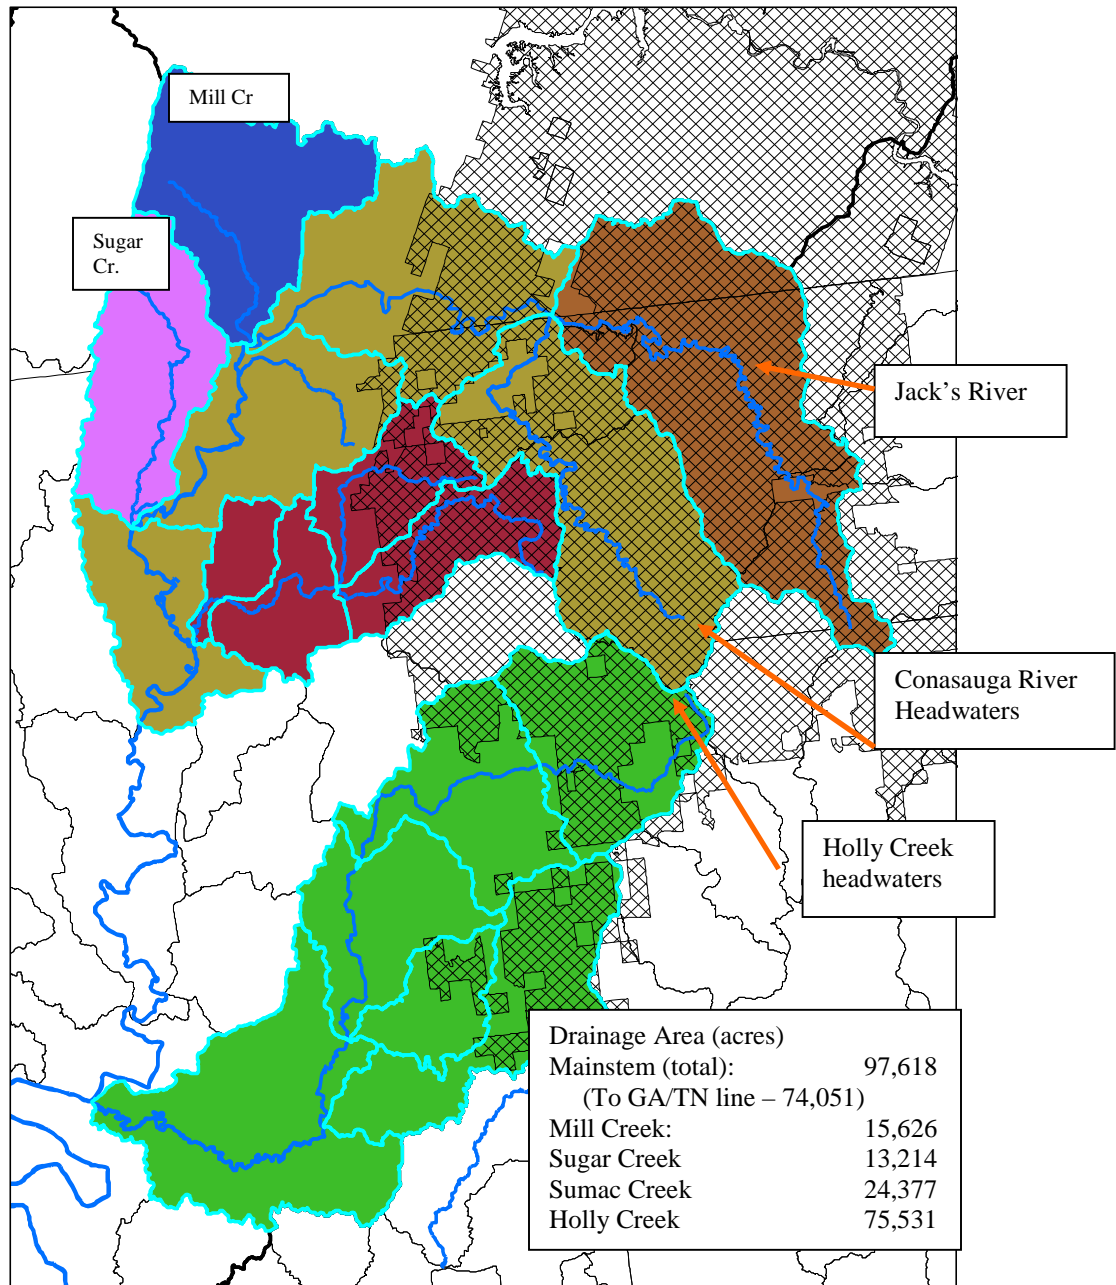 Mill Cr
Sugar
Cr.
Jack’s River
Conasauga River
Headwaters
Holly Creek
headwaters
Drainage Area (acres)
Mainstem (total): 97,618
(To GA/TN line – 74,051)
Mill Creek: 15,626
Sugar Creek 13,214
Sumac Creek 24,377
Holly Creek 75,531